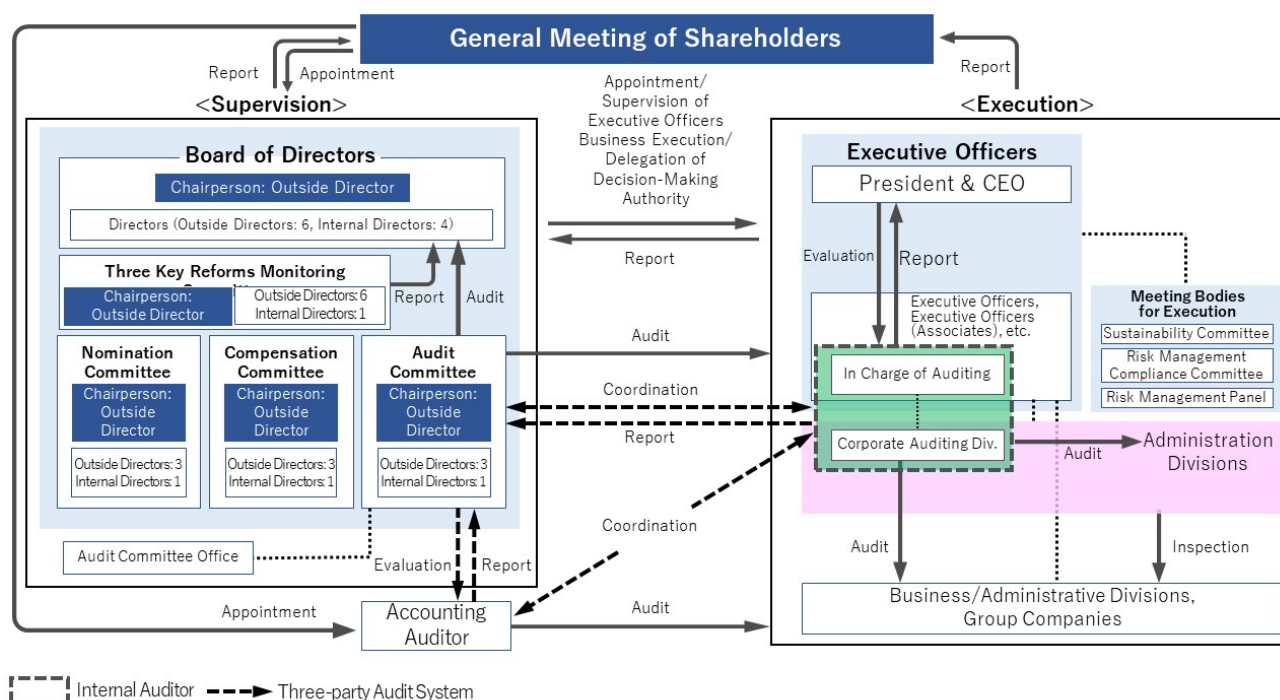 General Meeting of Shareholders
Report
Appointment
Report
<Supervision>
<Execution>
Appointment/
Supervision of
Executive Officers
Business Execution/
Delegation of
Decision-Making
Authority
Report
Board of Directors
Chairperson: Outside Director
Directors (Outside Directors: 6, Internal Directors: 4)
Three Key Reforms Monitoring
Chairperson:
Outside Director
Outside Directors: 6
Internal Directors: 1
Report
Audit
Nomination
Committee
Chairperson:
Outside
Director
Outside Directors: 3
Internal Directors: 1
Compensation
Committee
Chairperson:
Outside
Director
Outside Directors: 3
Internal Directors: 1
Audit
Committee
Chairperson:
Outside
Director
Outside Directors: 3
Internal Directors: 1
Audit Committee Office
Evaluation
Report
Appointment
Accounting
Auditor
Audit
Coordination
Report
Coordination
Audit
Executive Officers
President & CEO
Evaluation
Report
Executive Officers,
Executive Officers
(Associates), etc.
In Charge of Auditing
Corporate Auditing Div.
Meeting Bodies
for Execution
Sustainability Committee
Risk Management
Compliance Committee
Risk Management Panel
Audit
Administration
Divisions
Audit
Inspection
Business/Administrative Divisions,
Group Companies
Internal Auditor
Three-party Audit System